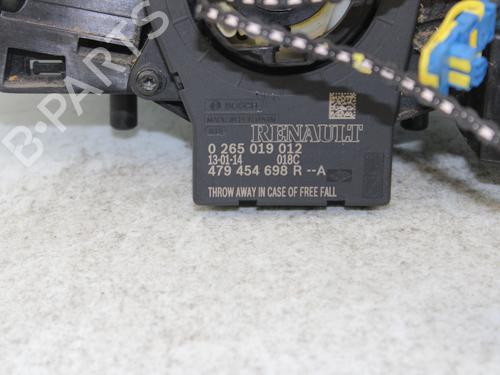 BOSCH
RENAULT
0 265 019 012
13-01-14 018C
479 454 698 R --A
THROW AWAY IN CASE OF FREE FALL
B-PARTS